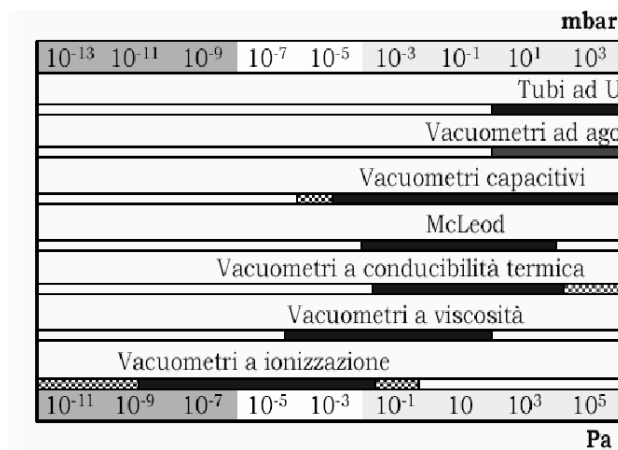 mbar
10⁻¹³ 10⁻¹¹ 10⁻⁹ 10⁻⁷ 10⁻⁵ 10⁻³ 10⁻¹ 10¹ 10³
Tubi ad U
Vacuometri ad ago
Vacuometri capacitivi
McLeod
Vacuometri a conducibilità termica
Vacuometri a viscosità
Vacuometri a ionizzazione
10⁻¹¹ 10⁻⁹ 10⁻⁷ 10⁻⁵ 10⁻³ 10⁻¹ 10 10³ 10⁵
Pa